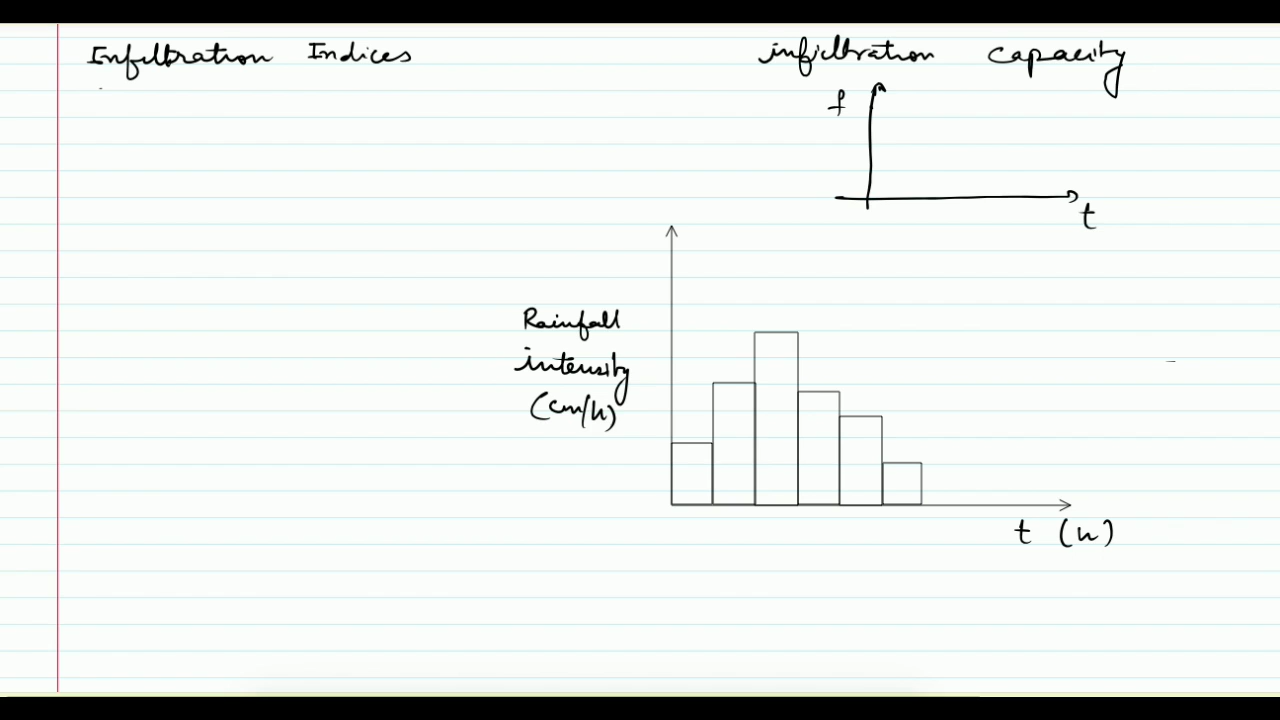 Infiltration Indices
infiltration capacity
f
t
Rainfall
intensity
(cm/h)
t (h)